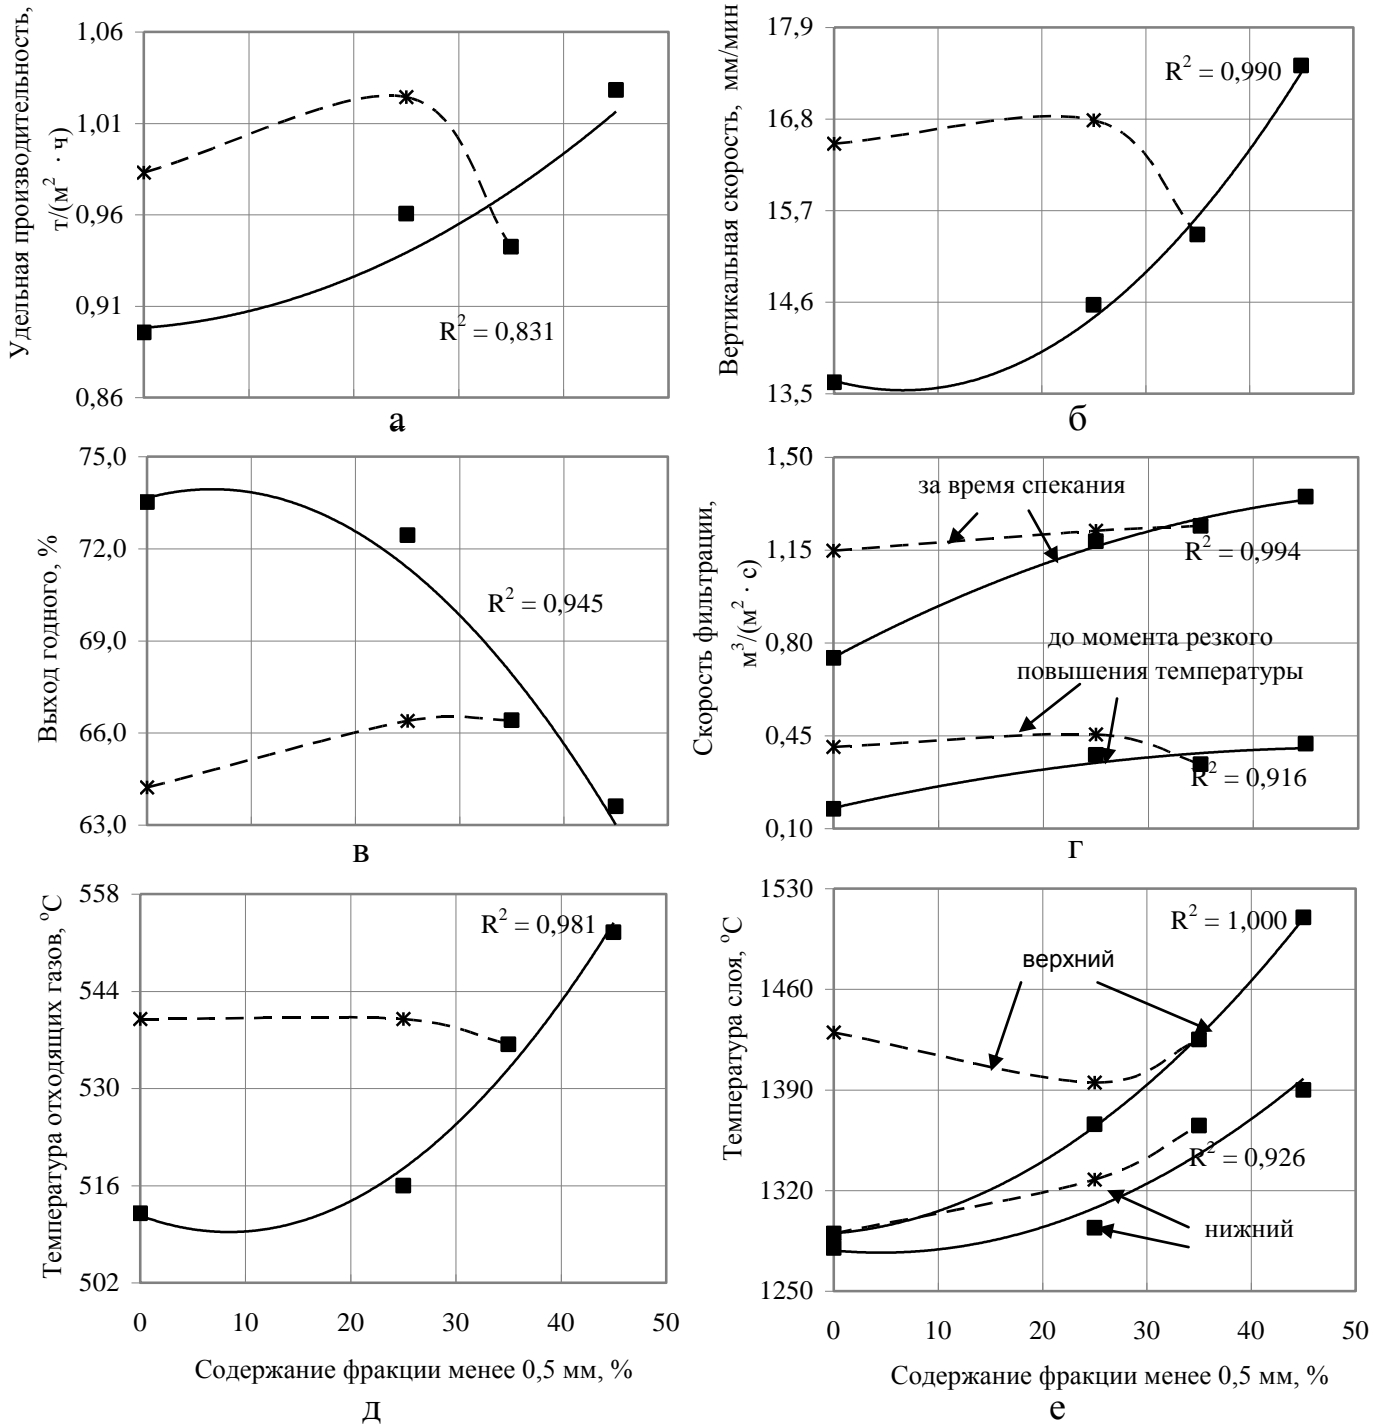 Удельная производительность,
т/(м² · ч)
1,06
1,01
0,96
0,91
0,86
R² = 0,831
а
Вертикальная скорость, мм/мин
17,9
16,8
15,7
14,6
13,5
R² = 0,990
б
Выход годного, %
75,0
72,0
69,0
66,0
63,0
R² = 0,945
в
Скорость фильтрации,
м³/(м² · с)
1,50
1,15
0,80
0,45
0,10
за время спекания
R² = 0,994
до момента резкого
повышения температуры
R² = 0,916
г
Температура отходящих газов, °С
558
544
530
516
502
R² = 0,981
0 10 20 30 40 50
Содержание фракции менее 0,5 мм, %
д
Температура слоя, °С
1530
1460
1390
1320
1250
R² = 1,000
верхний
R² = 0,926
нижний
0 10 20 30 40 50
Содержание фракции менее 0,5 мм, %
е